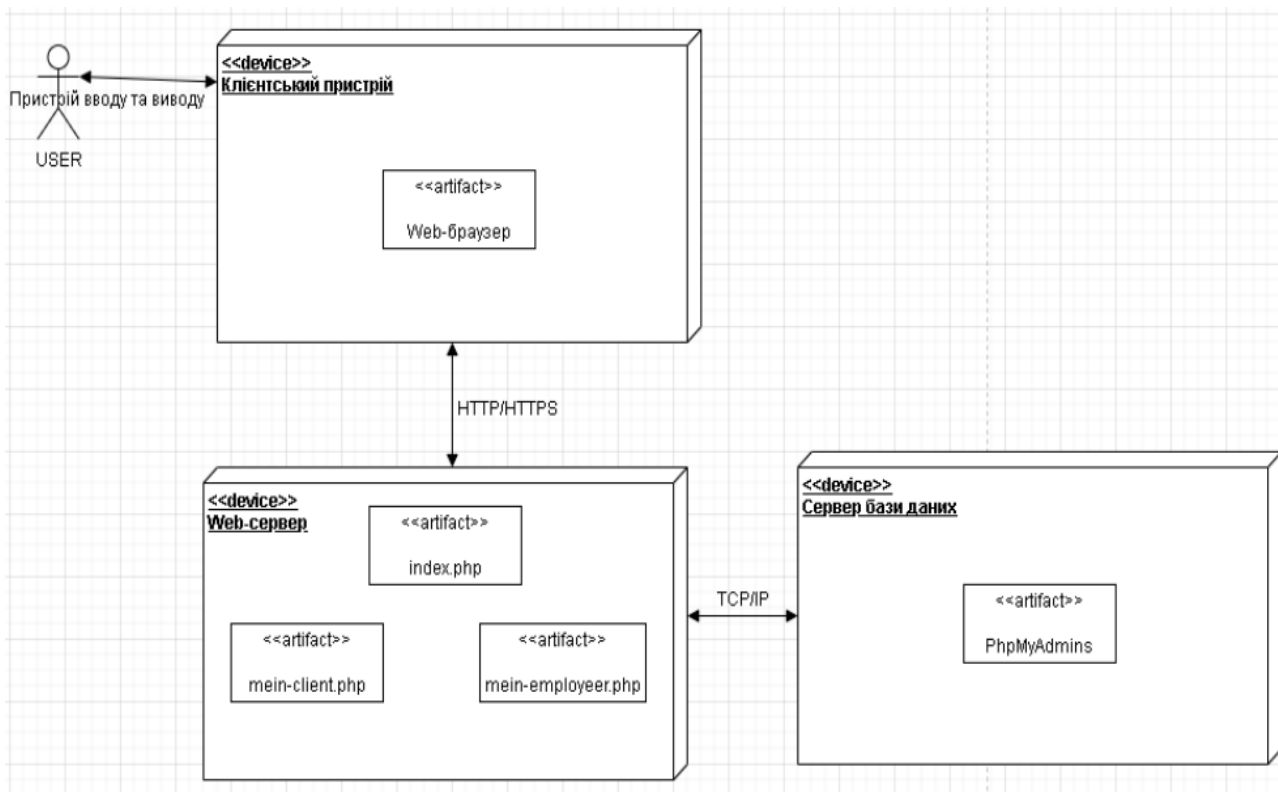 <<device>>
Клієнтський пристрій
Пристрій вводу та виводу
USER
<<artifact>>
Web-браузер
HTTP/HTTPS
<<device>>
Web-сервер
<<artifact>>
index.php
<<artifact>>
mein-client.php
<<artifact>>
mein-employeer.php
TCP/IP
<<device>>
Сервер бази даних
<<artifact>>
PhpMyAdmins